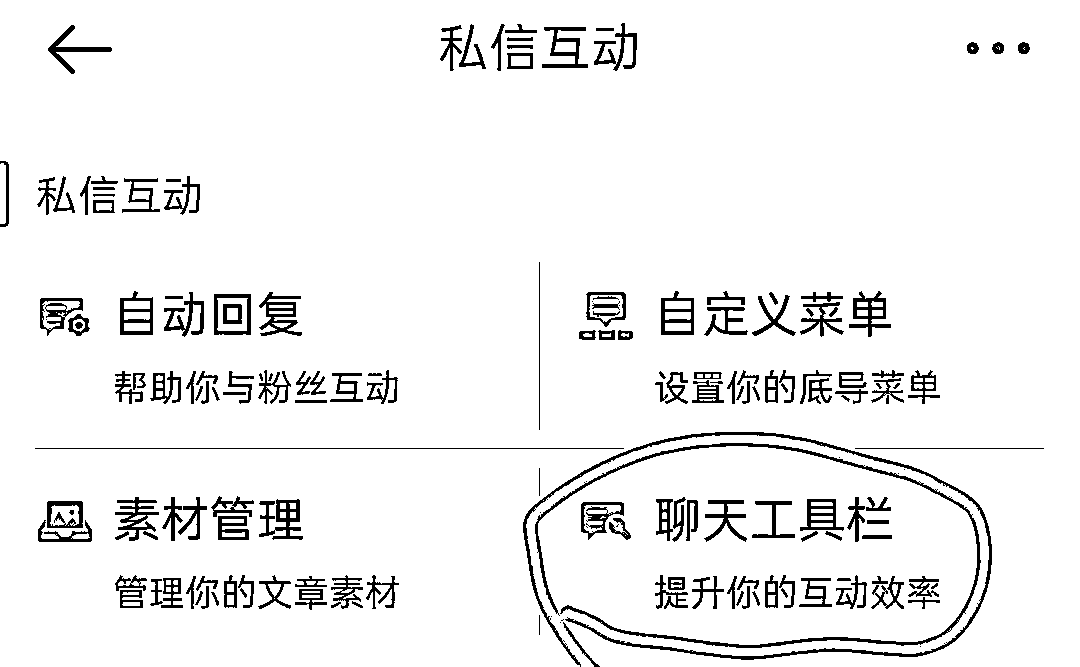 私信互动
私信互动
自动回复
帮助你与粉丝互动
自定义菜单
设置你的底导菜单
素材管理
管理你的文章素材
聊天工具栏
提升你的互动效率